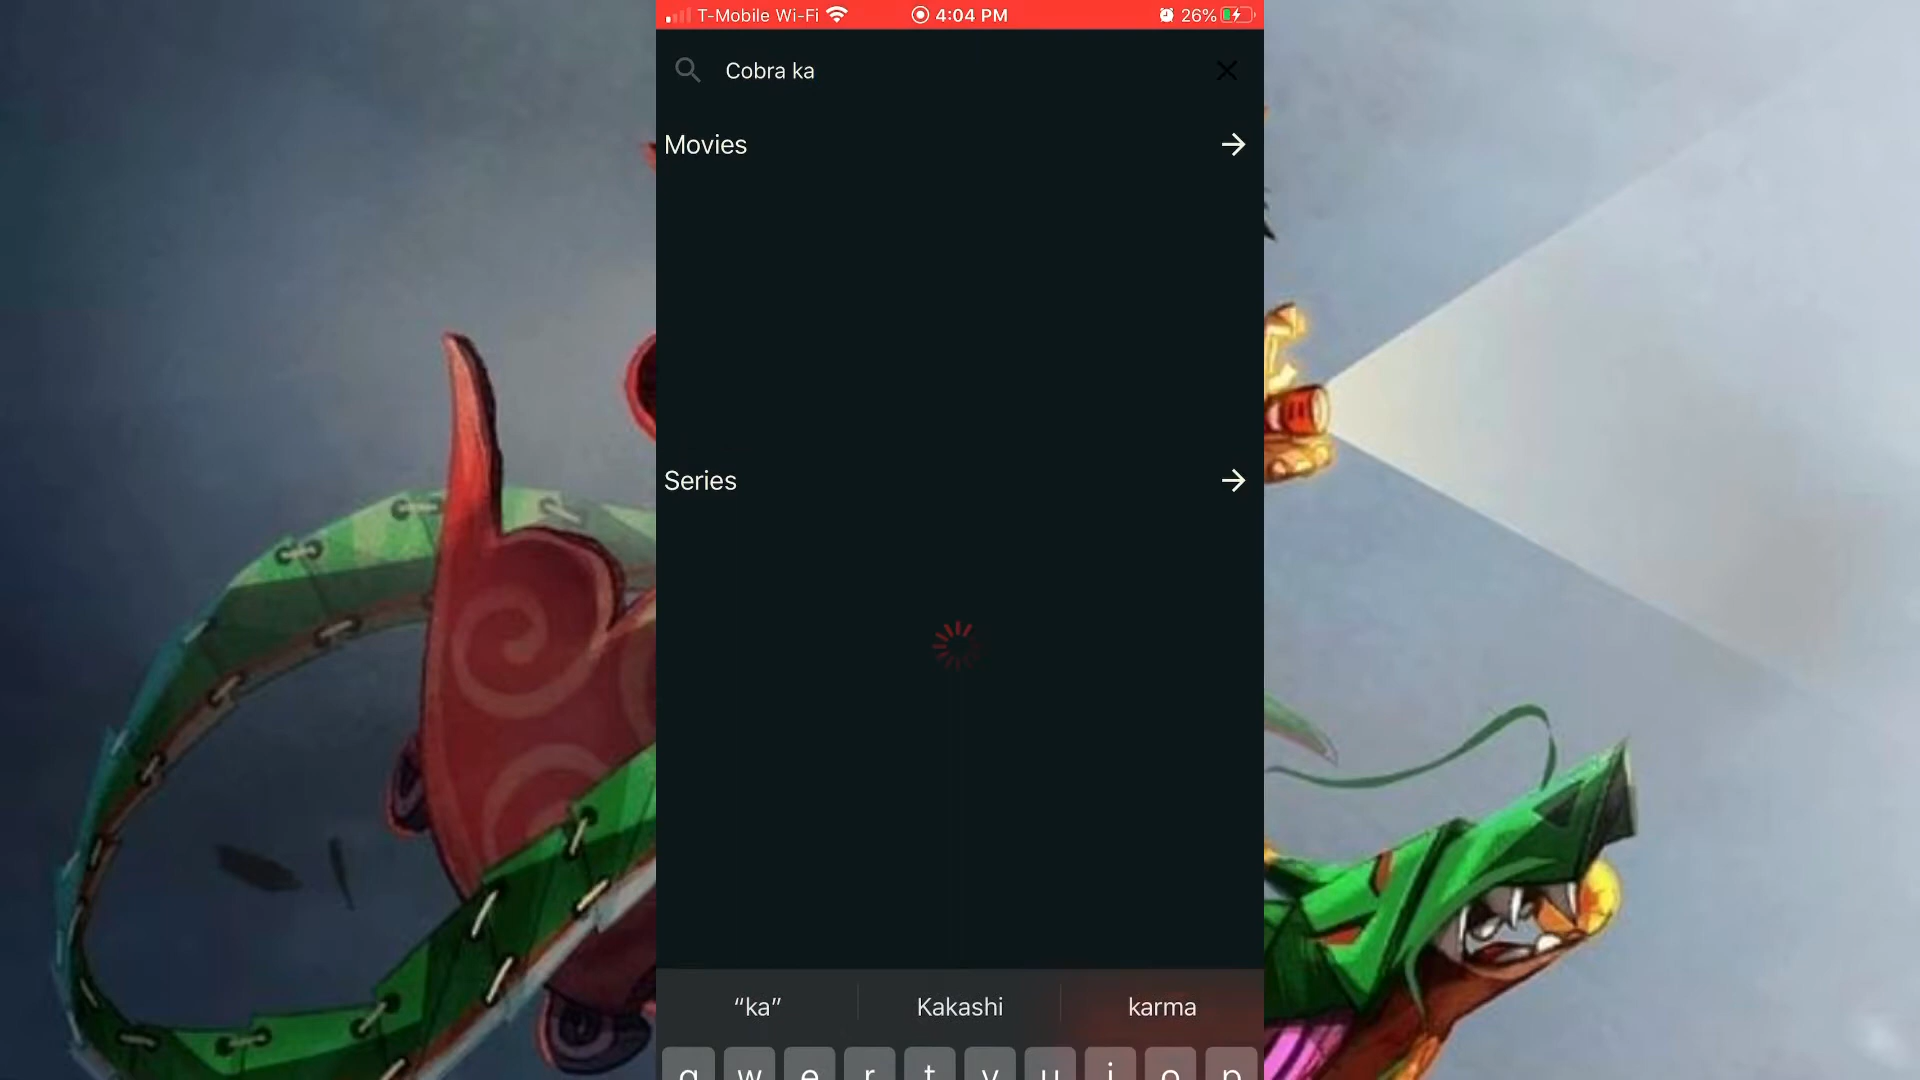 T-Mobile Wi-Fi 4:04 PM 26%
Cobra ka
Movies
Series
“ka” Kakashi karma
q w e r t y u i o p